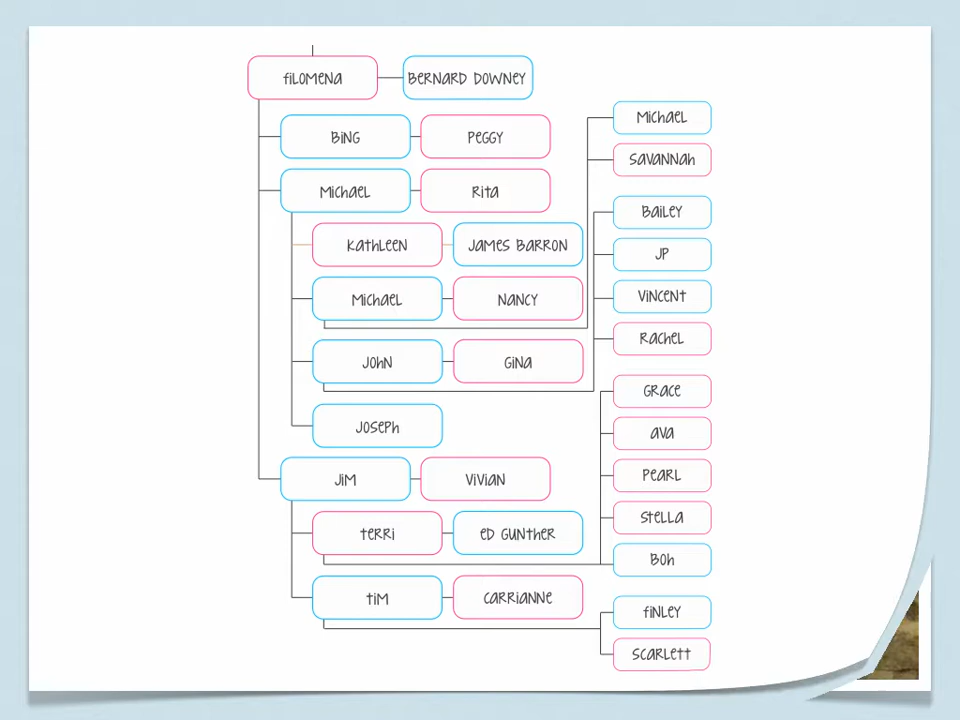 fiLOMENA
BERNARD DOWNEY
BiNG
PEGGY
MichaEL
Rita
KathLEEN
JAMES BARRON
MichaEL
NANCY
JOhN
GiNa
JOSEPh
JiM
ViViaN
tERRi
ED GUNthER
tiM
CaRRiaNNE
MichaEL
SaVaNNah
BaiLEY
JP
ViNCENt
RachEL
GRacE
aVa
PEaRL
StELLa
BOh
fiNLEY
ScaRLEtt